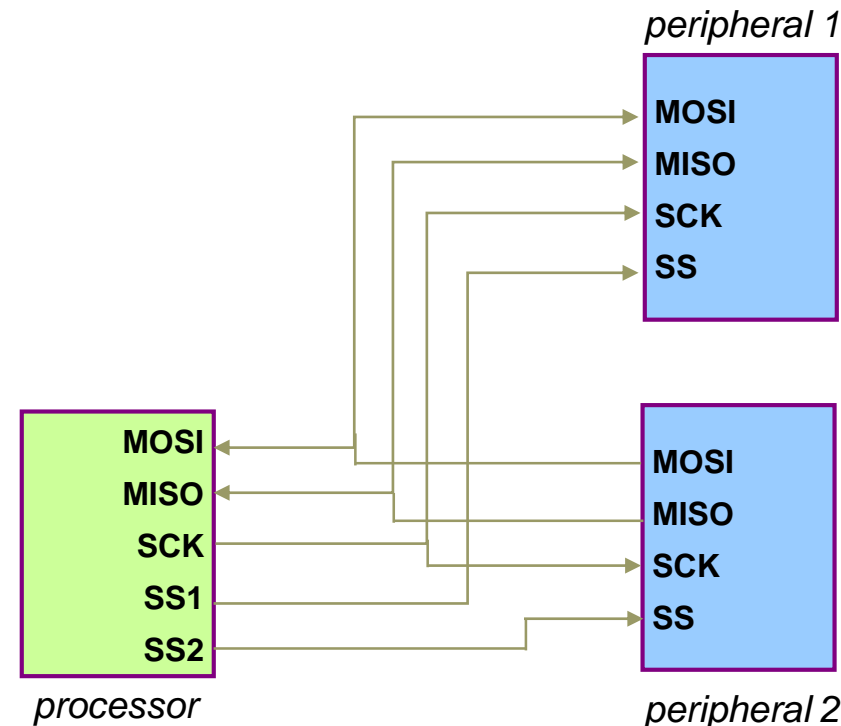 peripheral 1
MOSI
MISO
SCK
SS
MOSI
MISO
SCK
SS1
SS2
processor
MOSI
MISO
SCK
SS
peripheral 2